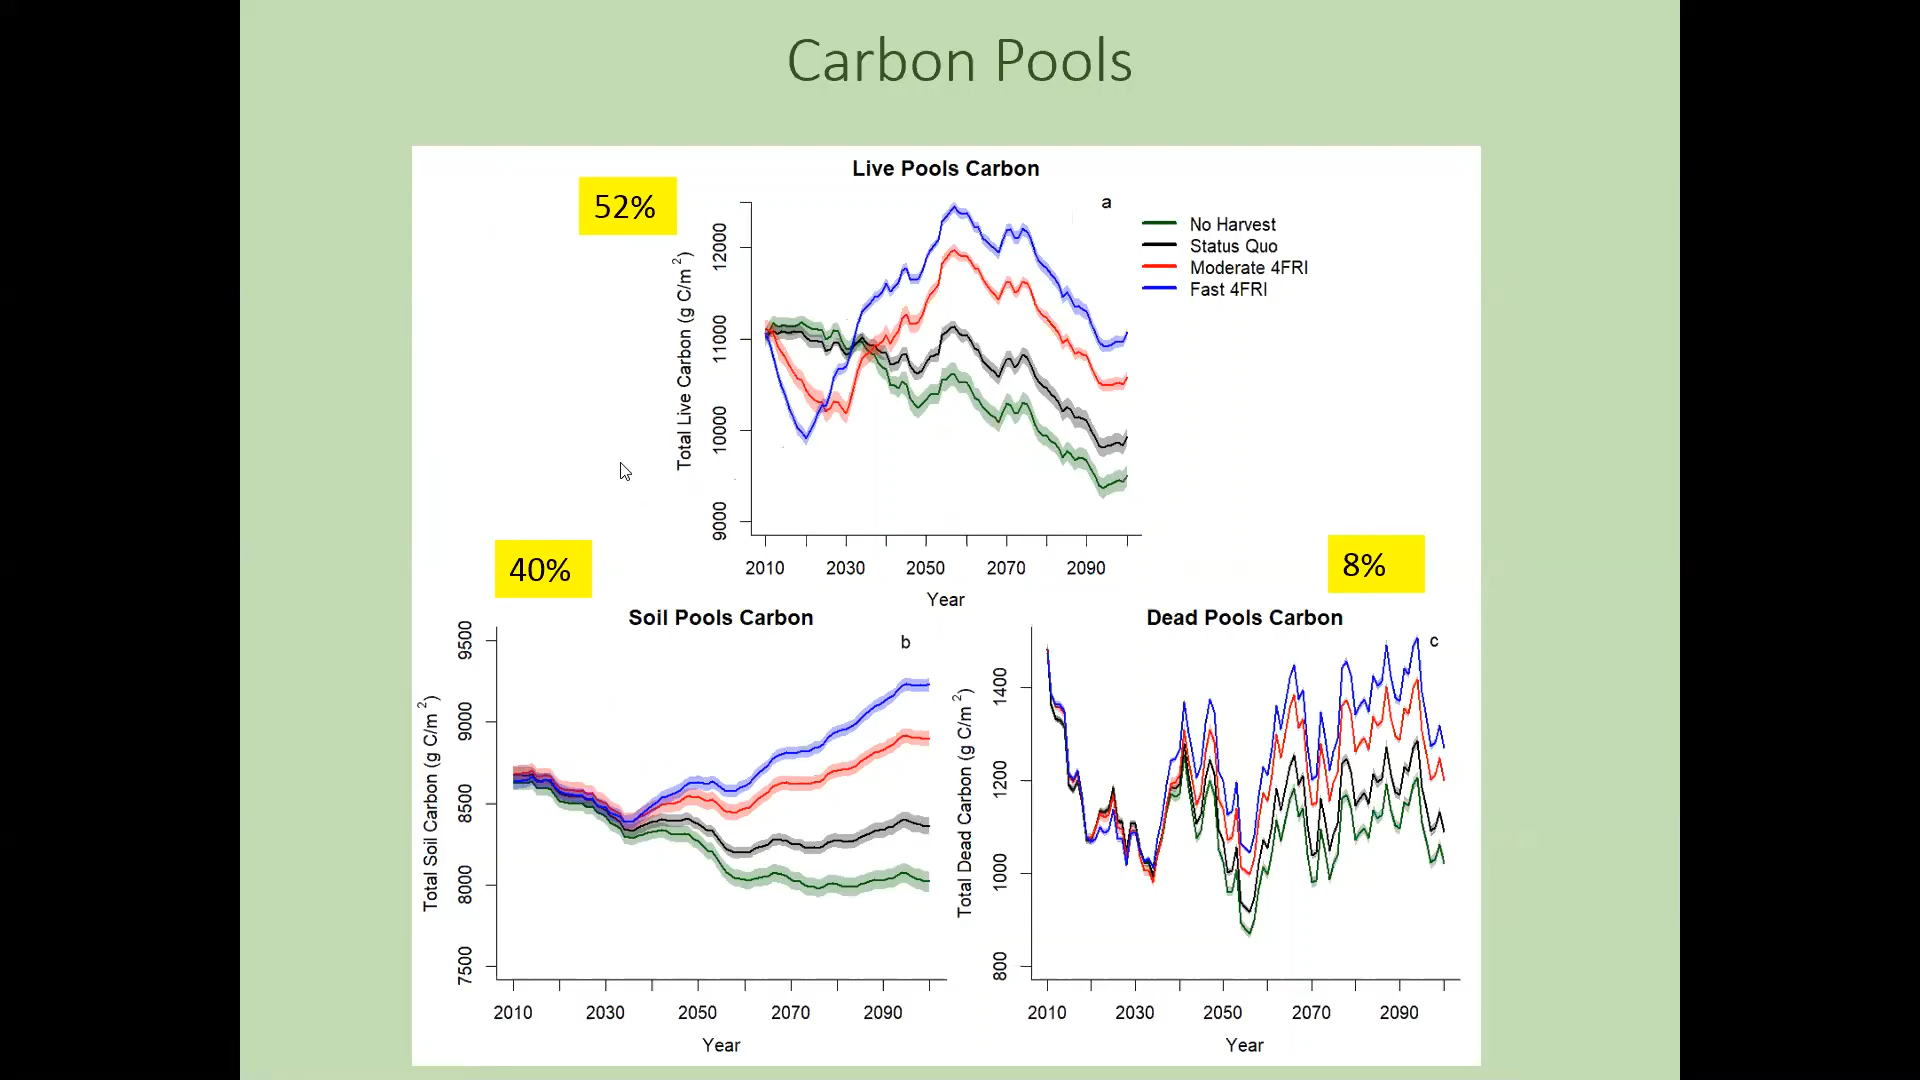 Carbon Pools
Live Pools Carbon
52%
a
No Harvest
Status Quo
Moderate 4FRI
Fast 4FRI
Total Live Carbon (g C/m²)
12000
11000
10000
9000
2010 2030 2050 2070 2090
Year
40%
Soil Pools Carbon
b
Total Soil Carbon (g C/m²)
9500
9000
8500
8000
7500
2010 2030 2050 2070 2090
Year
8%
Dead Pools Carbon
c
Total Dead Carbon (g C/m²)
1400
1200
1000
800
2010 2030 2050 2070 2090
Year